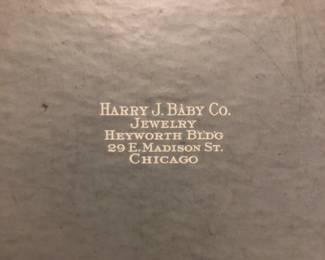 Harry J. Baby Co.
Jewelry
Heyworth Bldg
29 E. Madison St.
Chicago